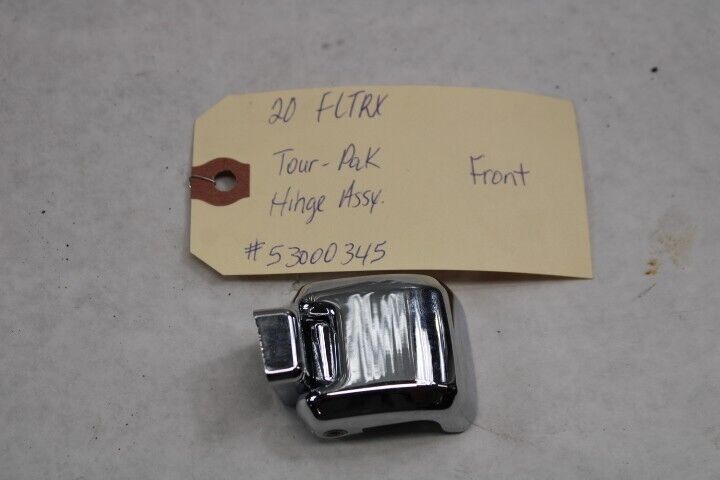 20 FLTRX
Tour-Pak
Hinge Assy.
Front
#53000345